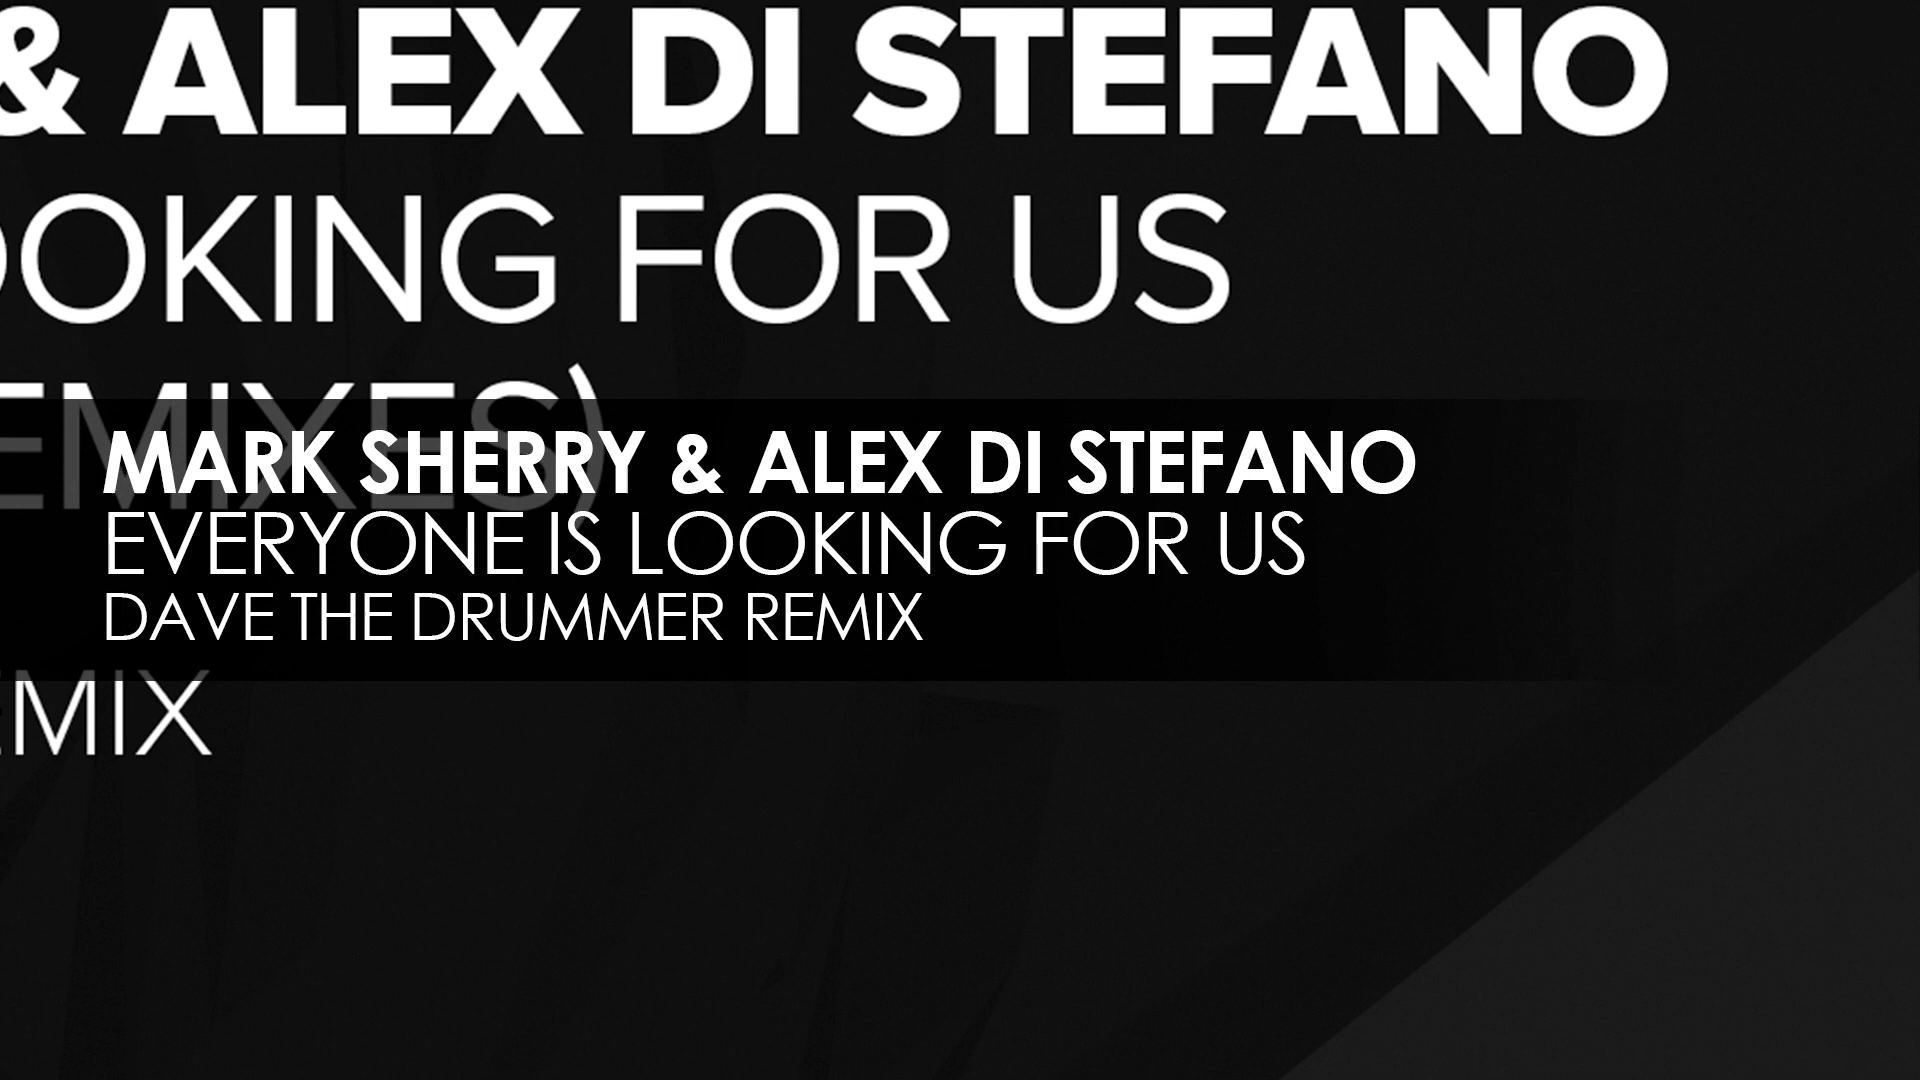 & ALEX DI STEFANO
OOKING FOR US
EMIXES)
MARK SHERRY & ALEX DI STEFANO
EVERYONE IS LOOKING FOR US
DAVE THE DRUMMER REMIX
EMIX